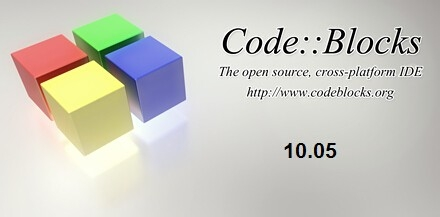 Code::Blocks
The open source, cross-platform IDE
http://www.codeblocks.org
10.05